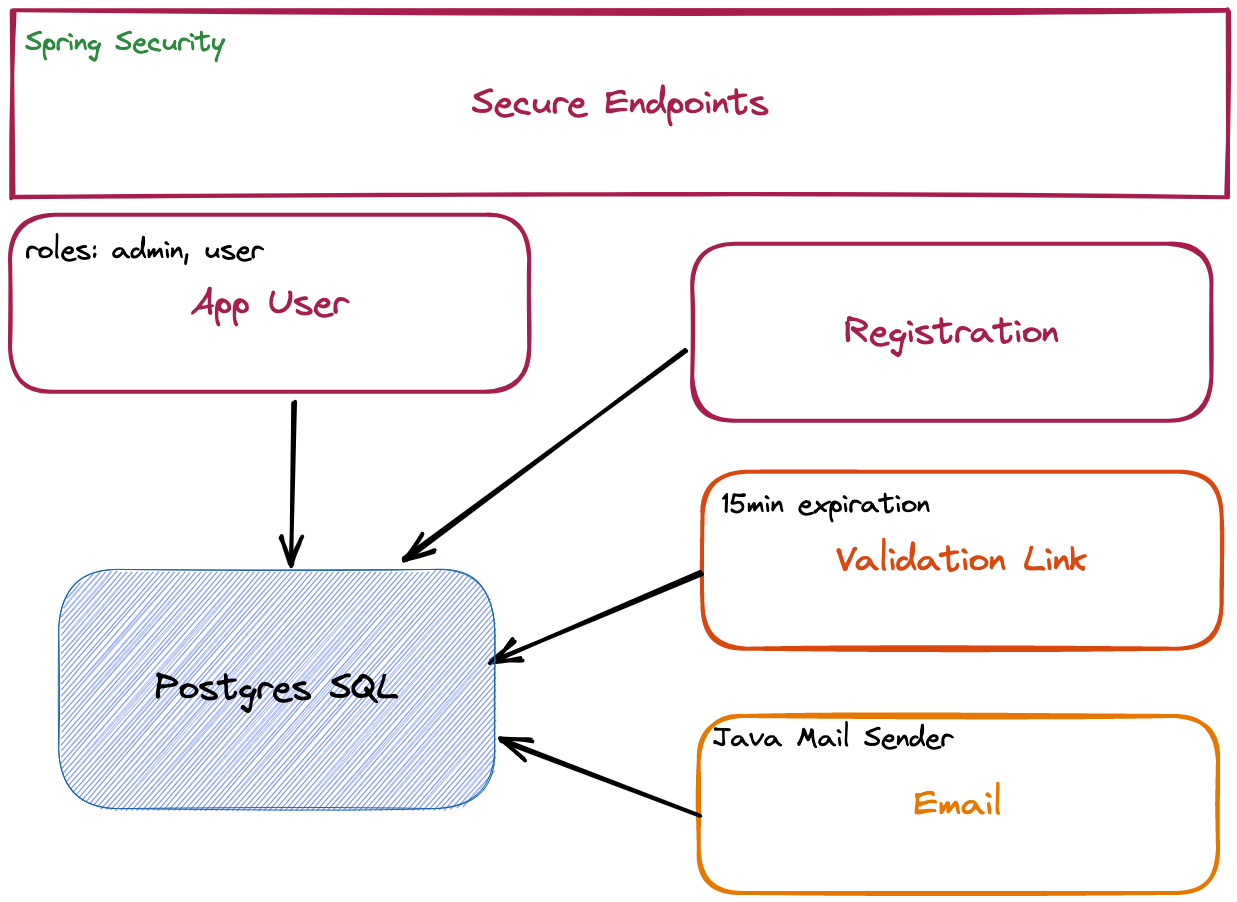 Spring Security
Secure Endpoints
roles: admin, user
App User
Registration
15min expiration
Validation Link
Postgres SQL
Java Mail Sender
Email